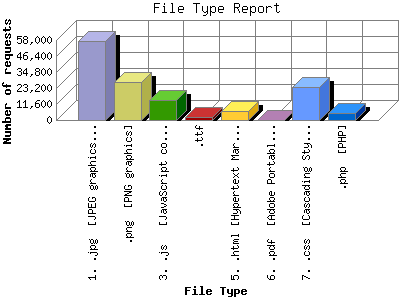 File Type Report
Number of requests
58,000
46,400
34,800
23,200
11,600
0
1. .jpg [JPEG graphics...
.png [PNG graphics]
3. .js [JavaScript co...
.ttf
5. .html [Hypertext Mar...
6. .pdf [Adobe Portabl...
7. .css [Cascading Sty...
.php [PHP]
File Type